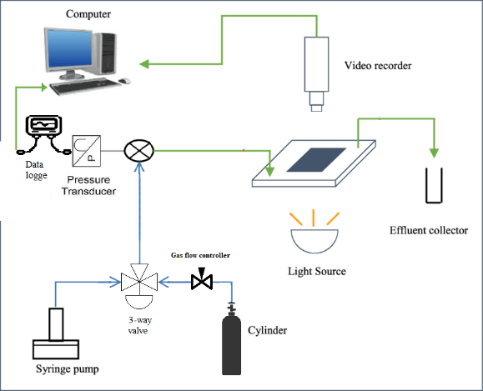 Computer
Video recorder
Data
logge
P
Pressure
Transducer
Effluent collector
Gas flow controller
Light Source
3-way
valve
Cylinder
Syringe pump